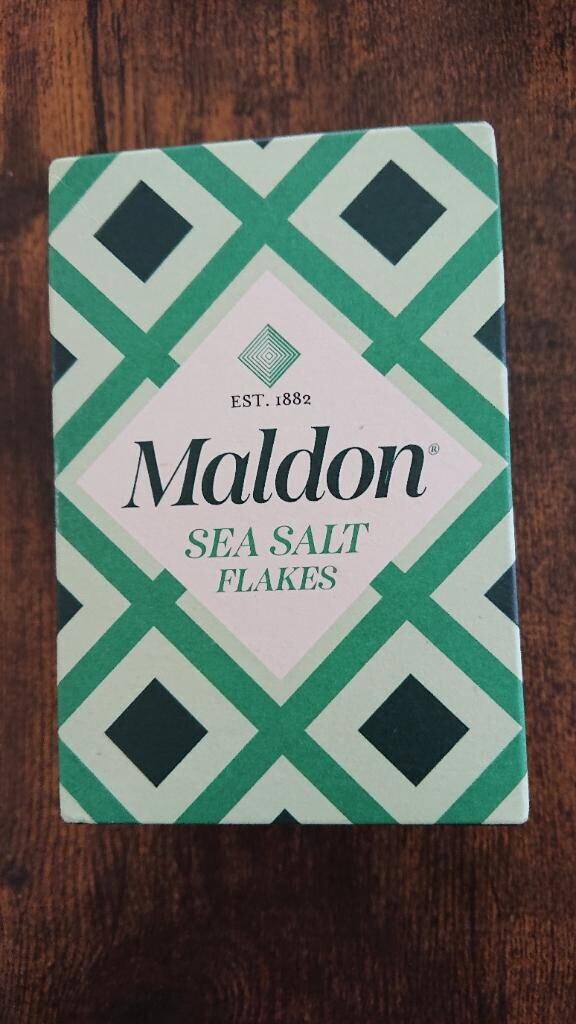 EST. 1882
Maldon®
SEA SALT
FLAKES